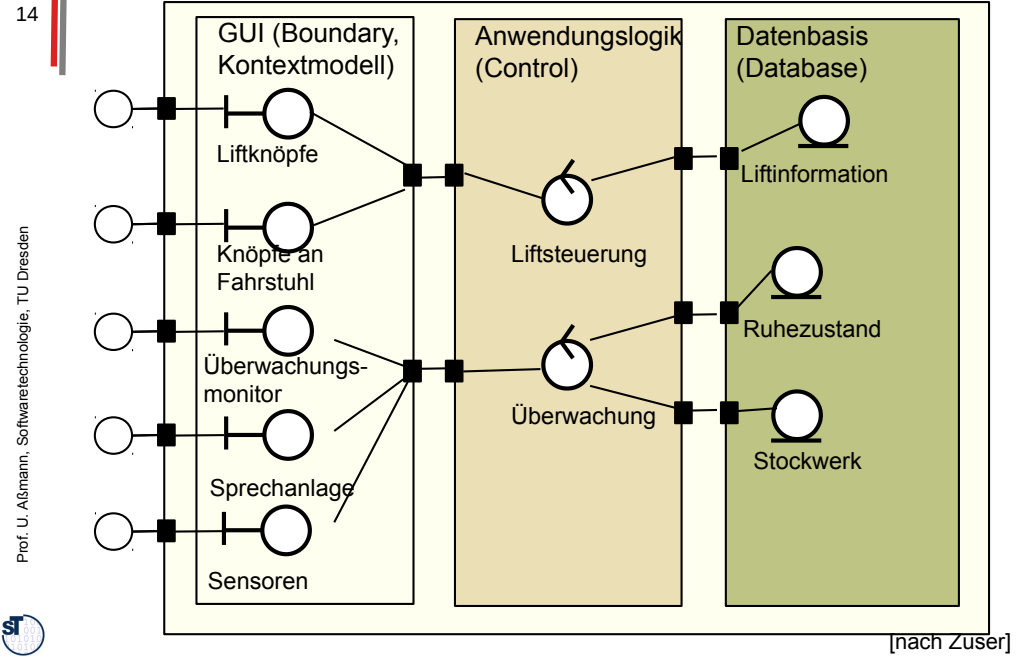 14
GUI (Boundary,
Kontextmodell)
Anwendungslogik
(Control)
Datenbasis
(Database)
Liftknöpfe
Liftinformation
Knöpfe an
Fahrstuhl
Liftsteuerung
Ruhezustand
Überwachungs-
monitor
Überwachung
Stockwerk
Sprechanlage
Sensoren
[nach Zuser]
Prof. U. Aßmann, Softwaretechnologie, TU Dresden
ST